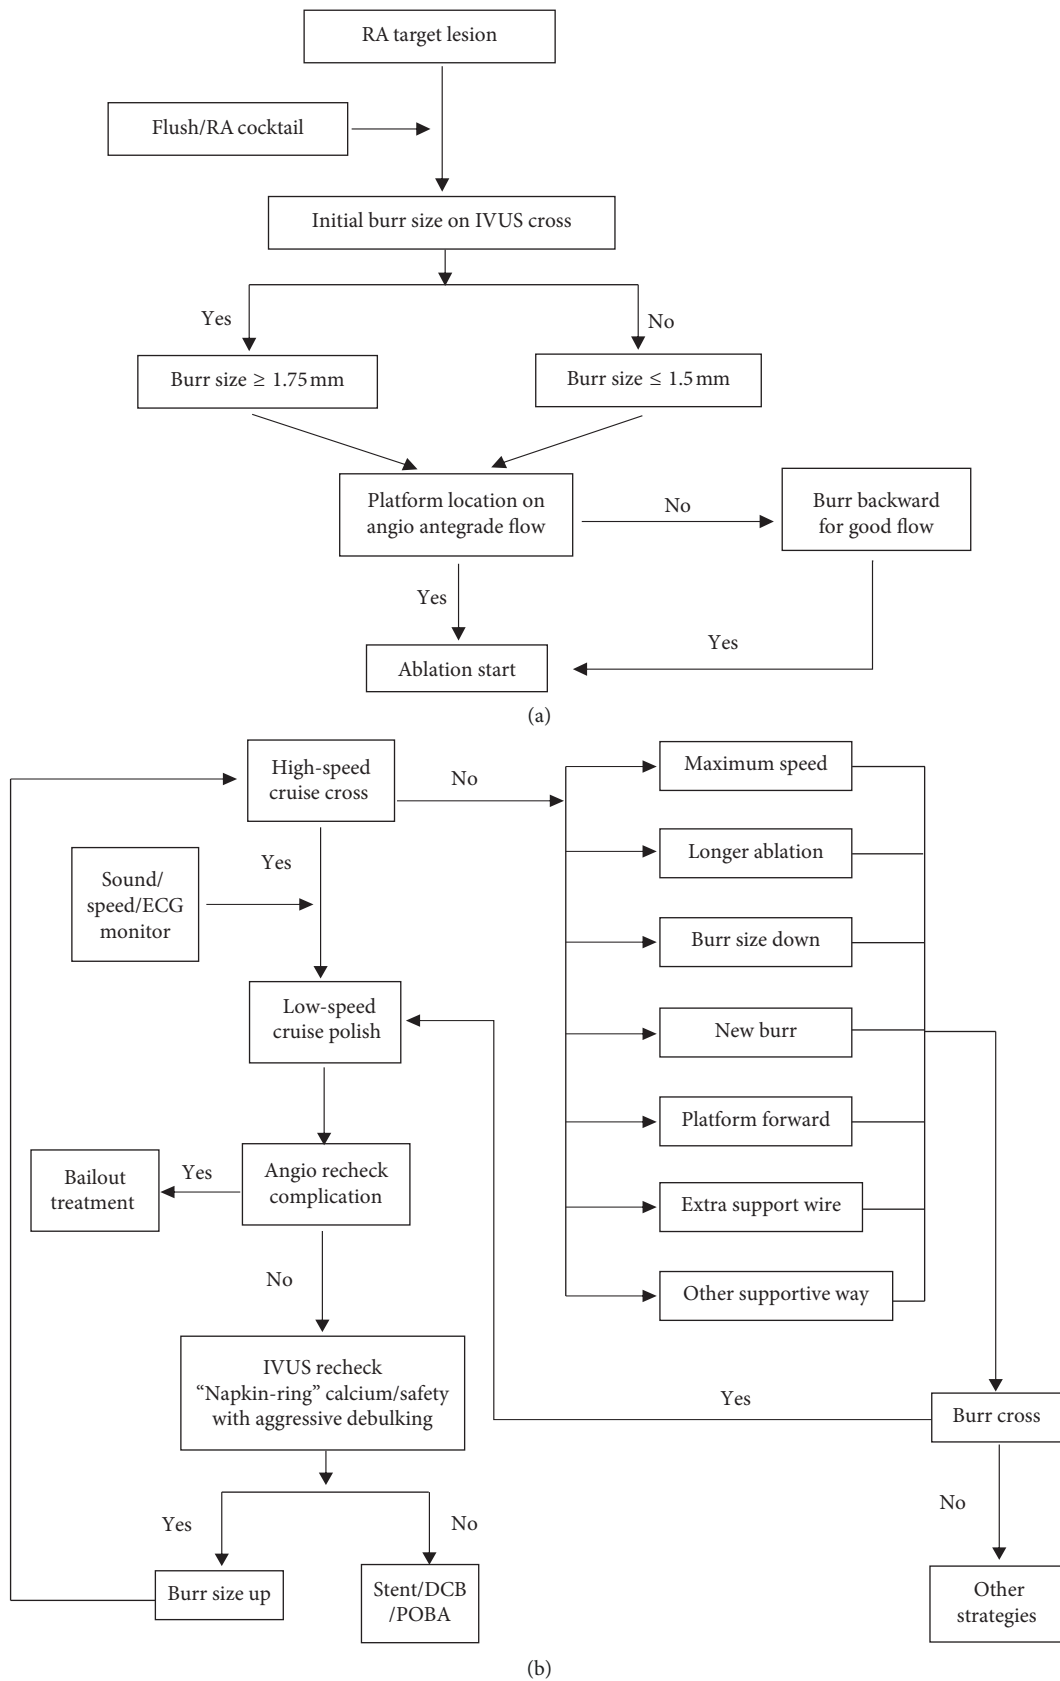 RA target lesion
Flush/RA cocktail
Initial burr size on IVUS cross
Yes
No
Burr size ≥ 1.75 mm
Burr size ≤ 1.5 mm
Platform location on
angio antegrade flow
No
Burr backward
for good flow
Yes
Yes
Ablation start
(a)
High-speed
cruise cross
No
Maximum speed
Yes
Longer ablation
Sound/
speed/ECG
monitor
Burr size down
Low-speed
cruise polish
New burr
Platform forward
Angio recheck
complication
Yes
Bailout
treatment
Extra support wire
No
Other supportive way
IVUS recheck
“Napkin-ring” calcium/safety
with aggressive debulking
Yes
Burr cross
No
Yes
No
Burr size up
Stent/DCB
/POBA
Other
strategies
(b)